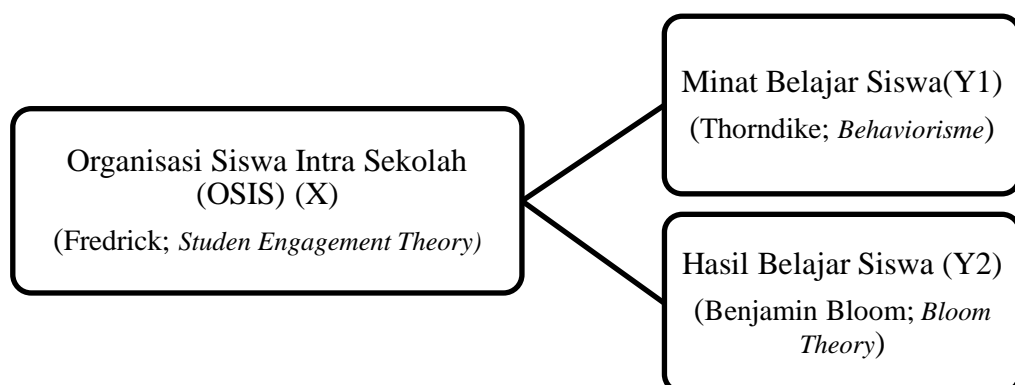 Organisasi Siswa Intra Sekolah
(OSIS) (X)
(Fredrick; Studen Engagement Theory)
Minat Belajar Siswa(Y1)
(Thorndike; Behaviorisme)
Hasil Belajar Siswa (Y2)
(Benjamin Bloom; Bloom
Theory)